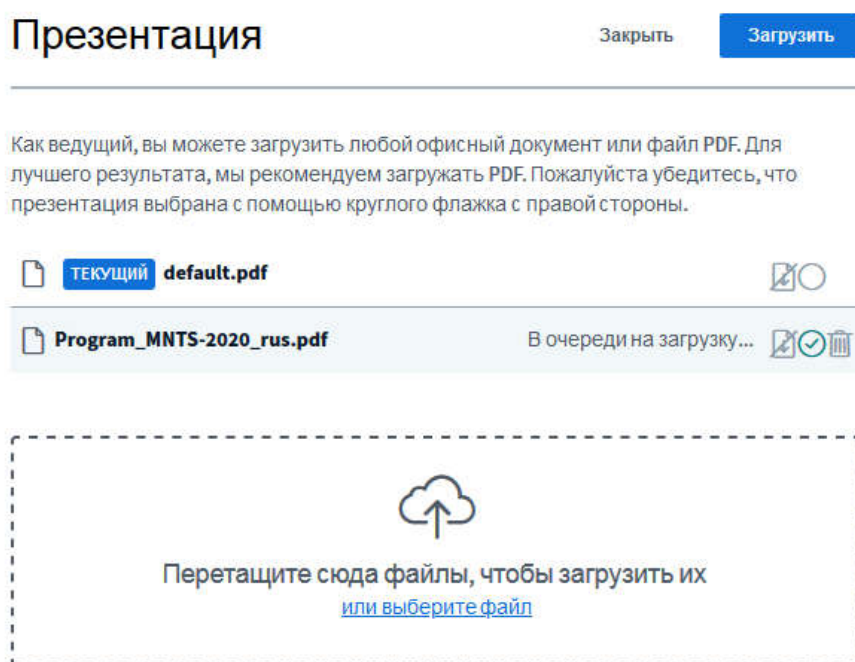 Презентация
Закрыть
Загрузить
Как ведущий, вы можете загрузить любой офисный документ или файл PDF. Для
лучшего результата, мы рекомендуем загружать PDF. Пожалуйста убедитесь, что
презентация выбрана с помощью круглого флажка с правой стороны.
ТЕКУЩИЙ default.pdf
Program_MNTS-2020_rus.pdf В очереди на загрузку...
Перетащите сюда файлы, чтобы загрузить их
или выберите файл